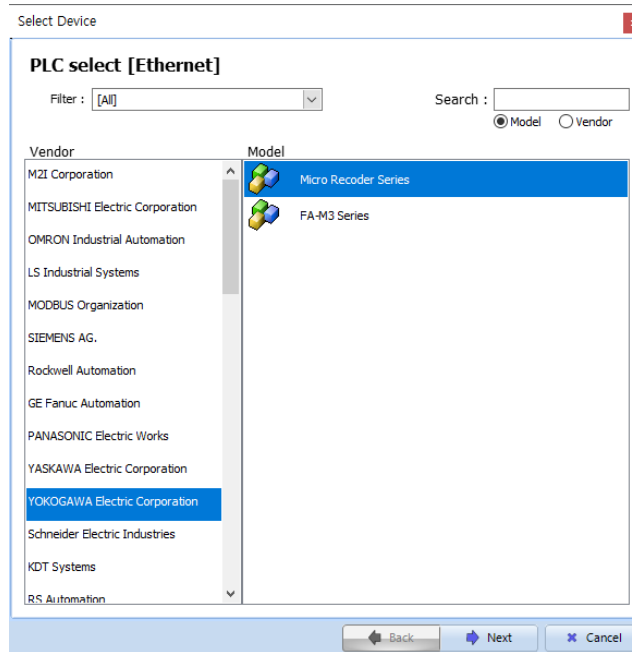 Select Device
PLC select [Ethernet]
Filter : [All]
Search :
Model Vendor
Vendor
M2I Corporation
MITSUBISHI Electric Corporation
OMRON Industrial Automation
LS Industrial Systems
MODBUS Organization
SIEMENS AG.
Rockwell Automation
GE Fanuc Automation
PANASONIC Electric Works
YASKAWA Electric Corporation
YOKOGAWA Electric Corporation
Schneider Electric Industries
KDT Systems
RS Automation
Model
Micro Recoder Series
FA-M3 Series
Back Next Cancel